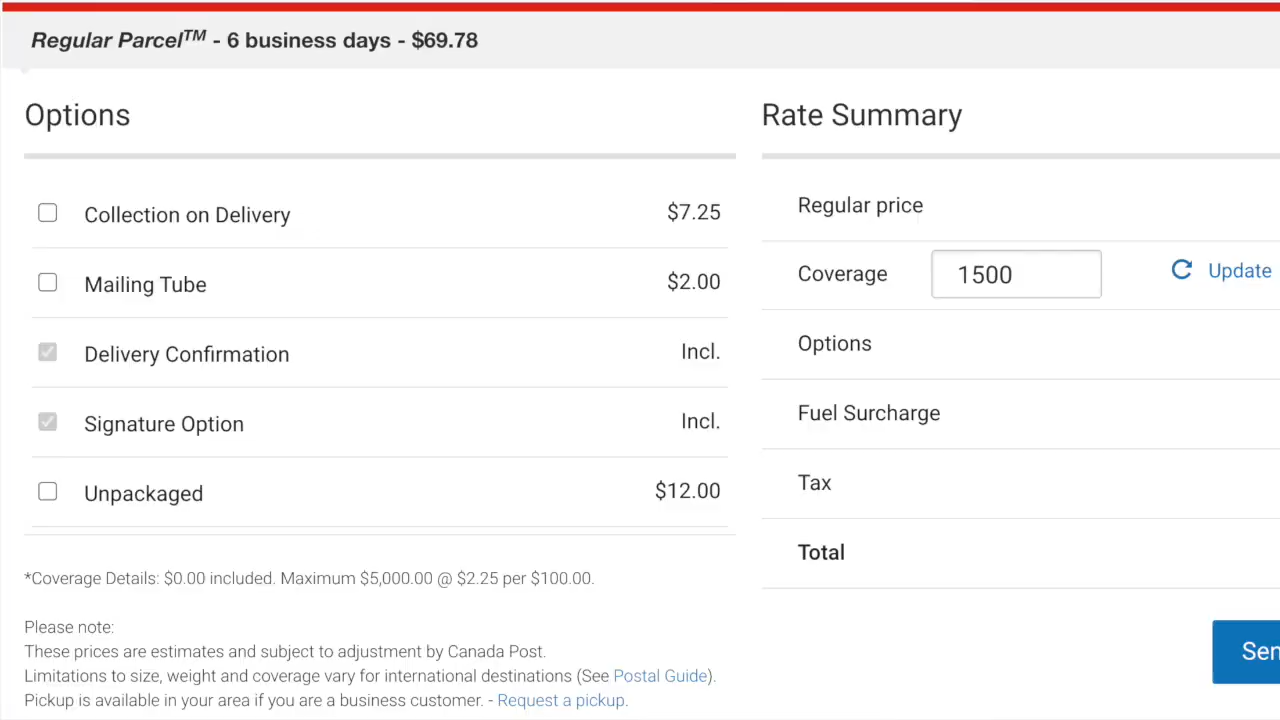 Regular Parcel™ - 6 business days - $69.78
Options
Collection on Delivery $7.25
Mailing Tube $2.00
Delivery Confirmation Incl.
Signature Option Incl.
Unpackaged $12.00
*Coverage Details: $0.00 included. Maximum $5,000.00 @ $2.25 per $100.00.
Please note:
These prices are estimates and subject to adjustment by Canada Post.
Limitations to size, weight and coverage vary for international destinations (See Postal Guide).
Pickup is available in your area if you are a business customer. - Request a pickup.
Rate Summary
Regular price
Coverage 1500 Update
Options
Fuel Surcharge
Tax
Total